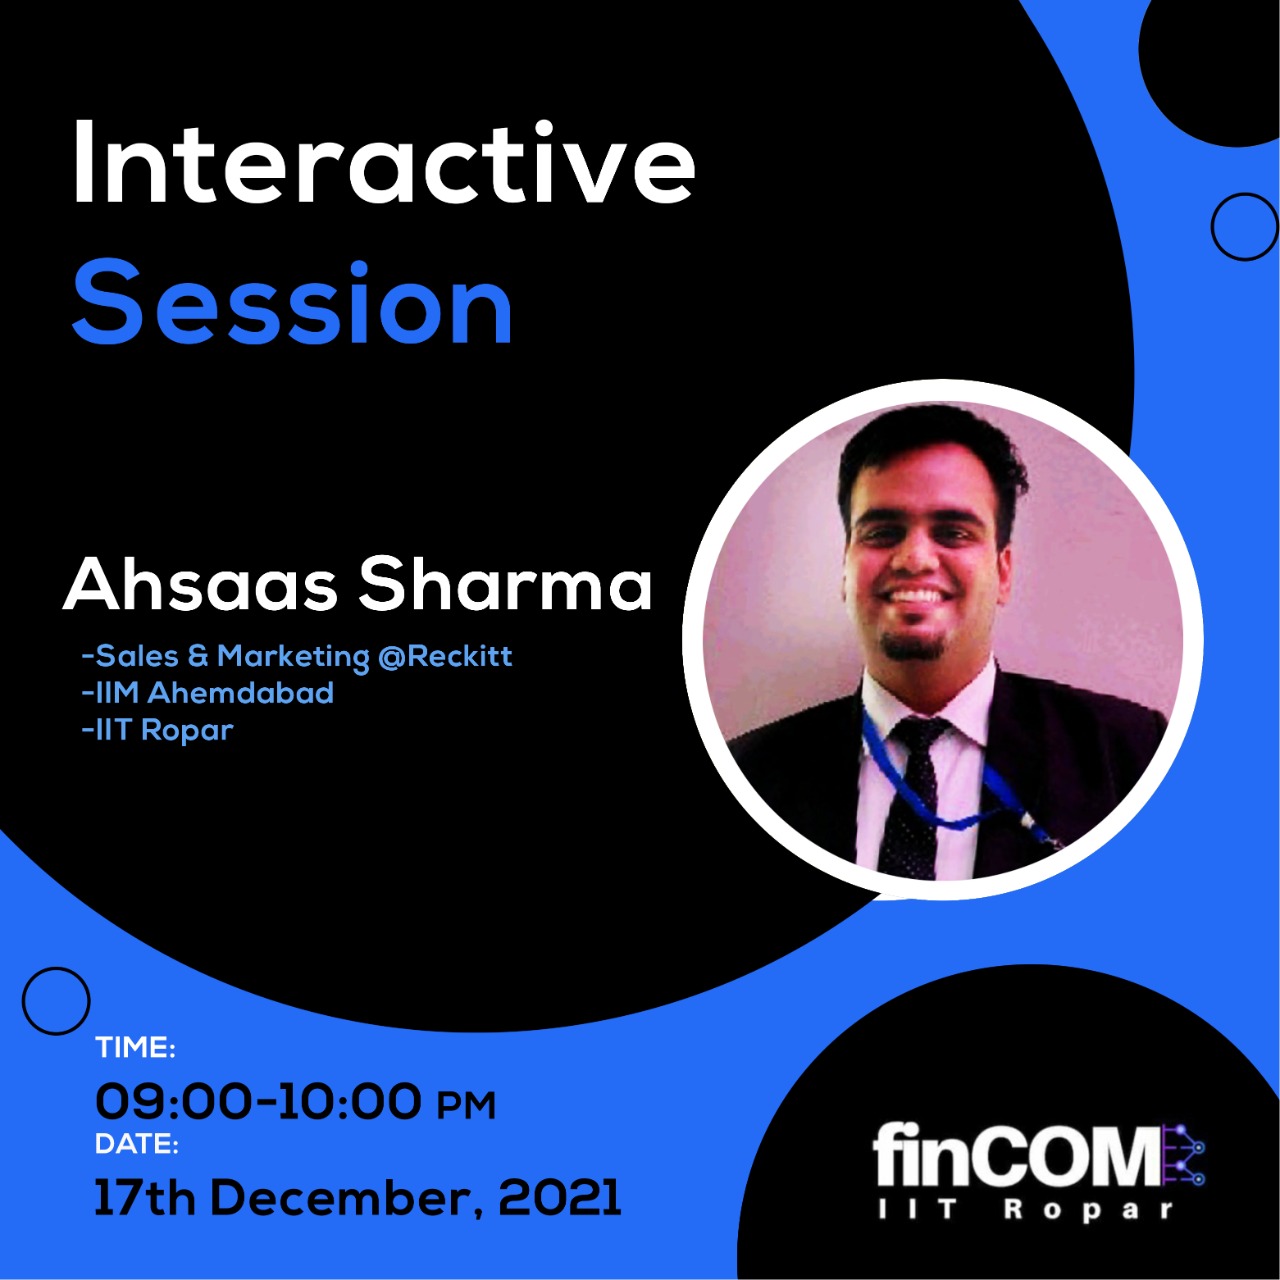 Interactive
Session
Ahsaas Sharma
-Sales & Marketing @Reckitt
-IIM Ahemdabad
-IIT Ropar
TIME:
09:00-10:00 PM
DATE:
17th December, 2021
finCOM
IIT Ropar